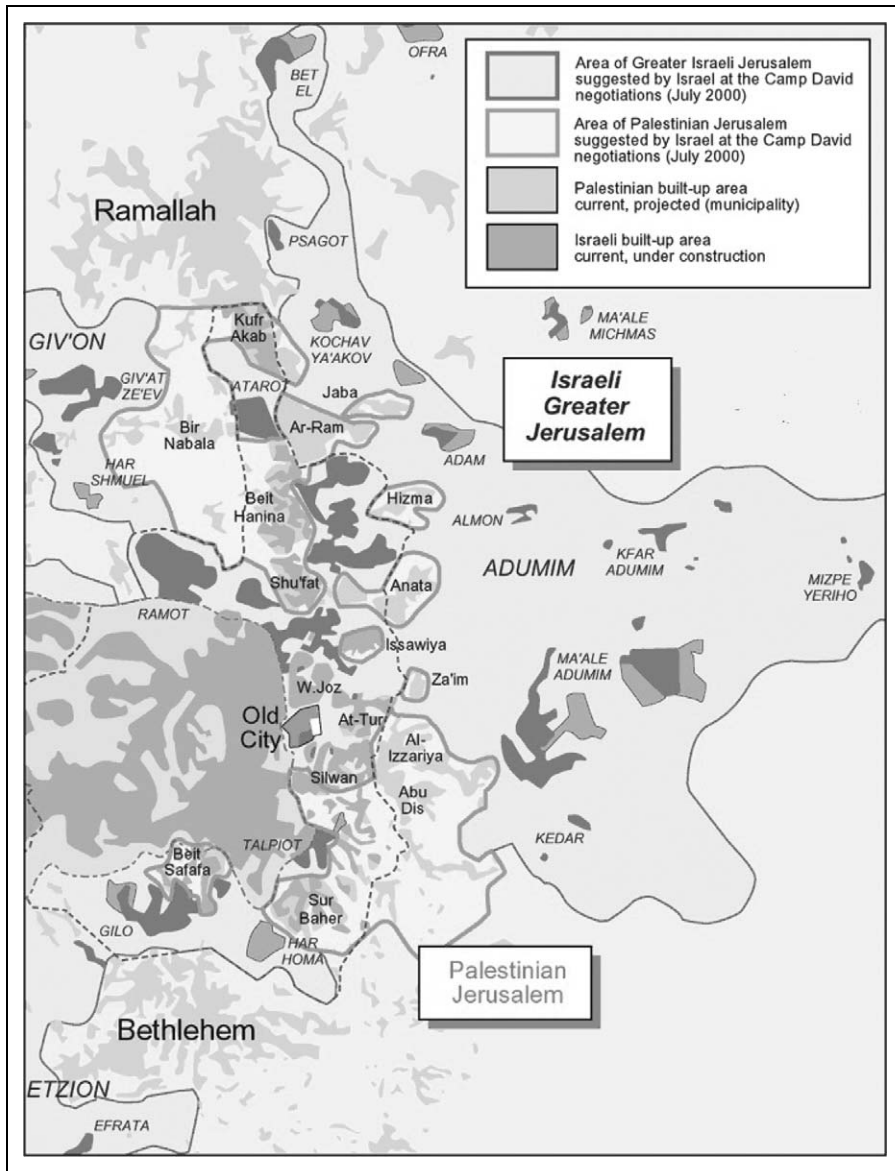 OFRA
BET
EL
Area of Greater Israeli Jerusalem
suggested by Israel at the Camp David
negotiations (July 2000)
Area of Palestinian Jerusalem
suggested by Israel at the Camp David
negotiations (July 2000)
Palestinian built-up area
current, projected (municipality)
Israeli built-up area
current, under construction
Ramallah
PSAGOT
GIV'ON
Kufr
Akab
KOCHAV
YA'AKOV
MA'ALE
MICHMAS
GIV'AT
ZE'EV
ATAROT
Jaba
Israeli
Greater
Jerusalem
Bir
Nabala
Ar-Ram
ADAM
HAR
SHMUEL
Beit
Hanina
Hizma
ALMON
ADUMIM
KFAR
ADUMIM
MIZPE
YERIHO
Shu'fat
Anata
RAMOT
Issawiya
MA'ALE
ADUMIM
W.Joz
Za'im
Old
City
At-Tur
Al-
Izzariya
Silwan
Abu
Dis
TALPIOT
KEDAR
Beit
Safafa
Sur
Baher
GILO
HAR
HOMA
Palestinian
Jerusalem
Bethlehem
ETZION
EFRATA